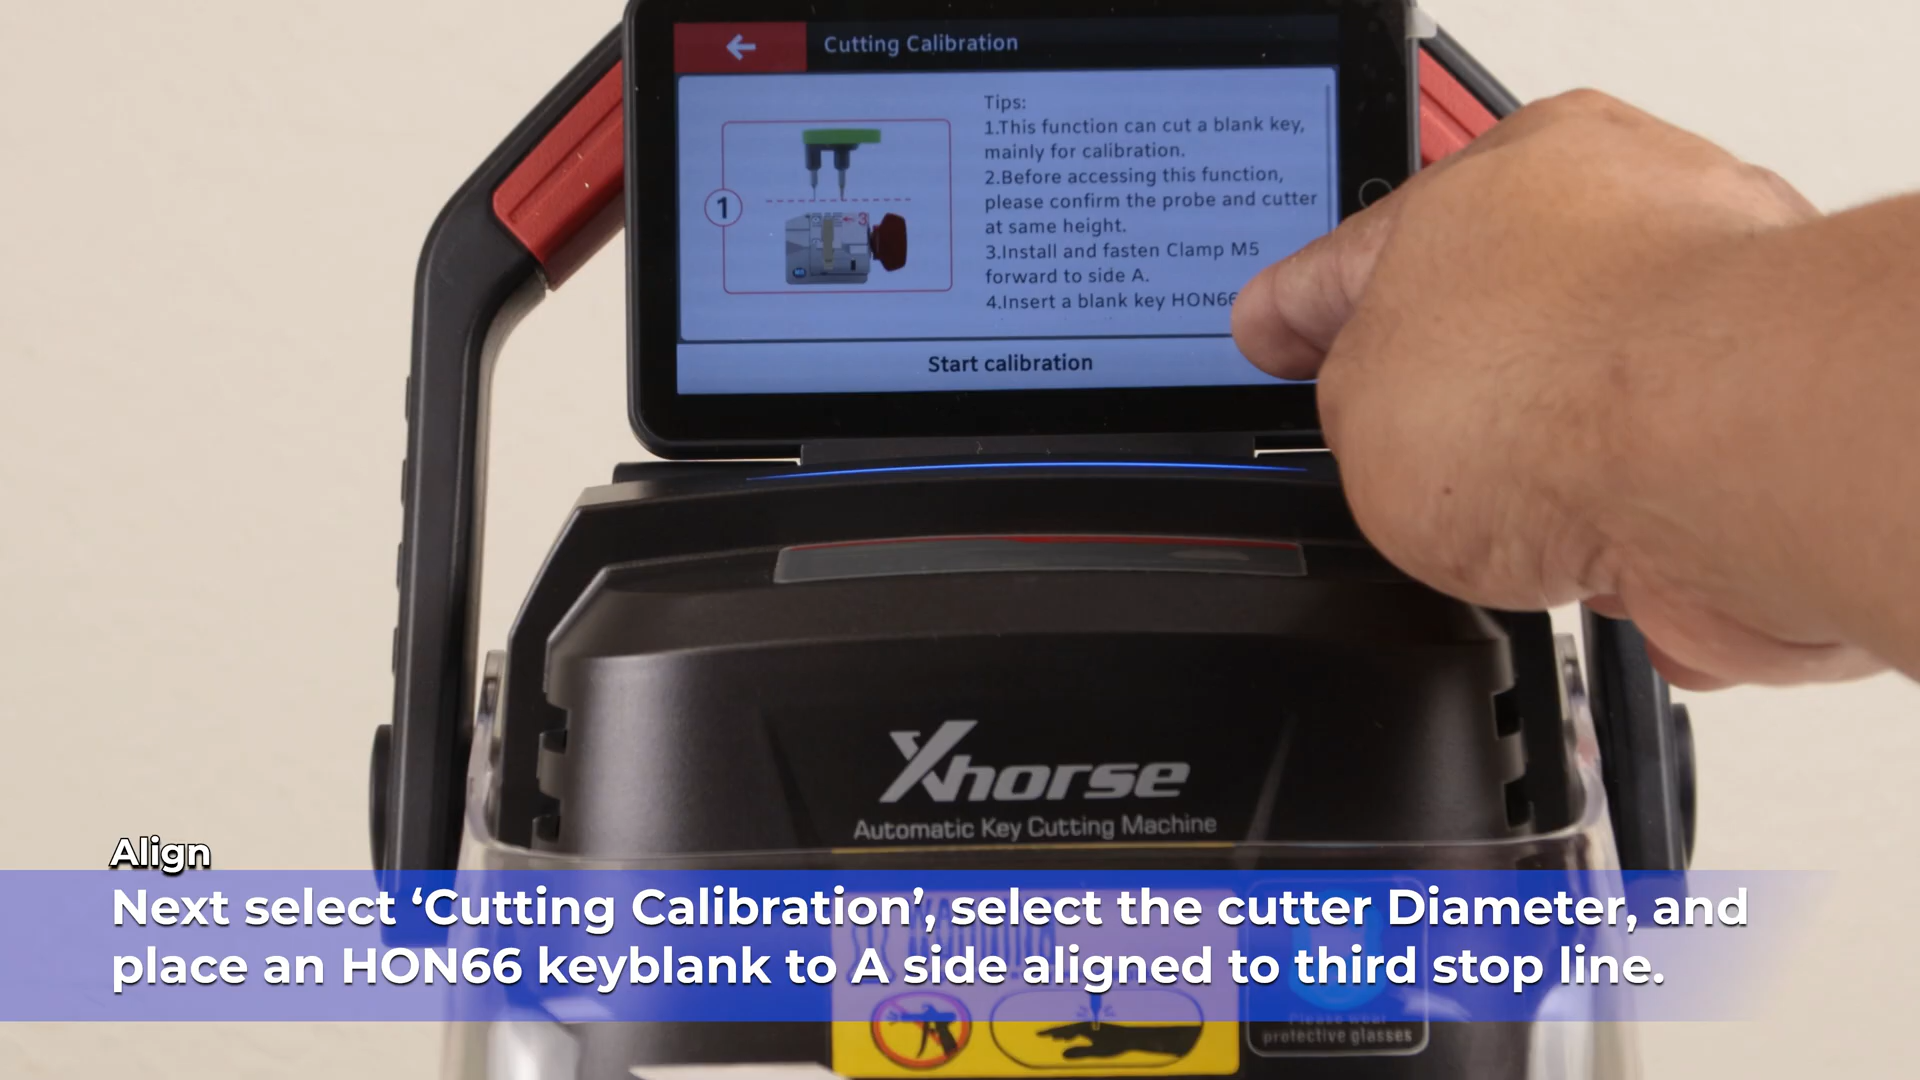 Cutting Calibration
Tips:
1.This function can cut a blank key,
mainly for calibration.
2.Before accessing this function,
please confirm the probe and cutter
at same height.
3.Install and fasten Clamp M5
forward to side A.
4.Insert a blank key HON66
1
←3
Start calibration
Xhorse
Automatic Key Cutting Machine
Align
Next select ‘Cutting Calibration’, select the cutter Diameter, and
place an HON66 keyblank to A side aligned to third stop line.
Please wear
protective glasses